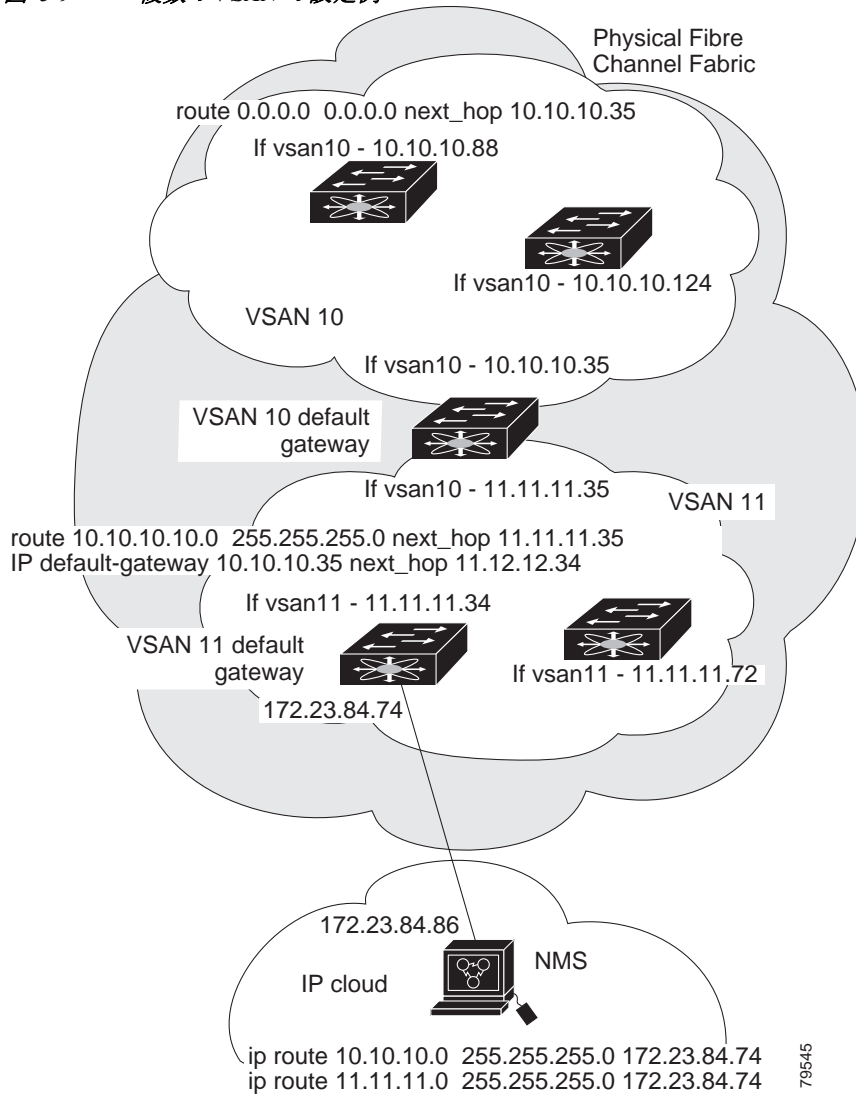 Physical Fibre
Channel Fabric
route 0.0.0.0 0.0.0.0 next_hop 10.10.10.35
If vsan10 - 10.10.10.88
If vsan10 - 10.10.10.124
VSAN 10
If vsan10 - 10.10.10.35
VSAN 10 default
gateway
If vsan10 - 11.11.11.35
VSAN 11
route 10.10.10.10.0 255.255.255.0 next_hop 11.11.11.35
IP default-gateway 10.10.10.35 next_hop 11.12.12.34
If vsan11 - 11.11.11.34
VSAN 11 default
gateway
If vsan11 - 11.11.11.72
172.23.84.74
172.23.84.86
NMS
IP cloud
ip route 10.10.10.0 255.255.255.0 172.23.84.74
ip route 11.11.11.0 255.255.255.0 172.23.84.74
79545